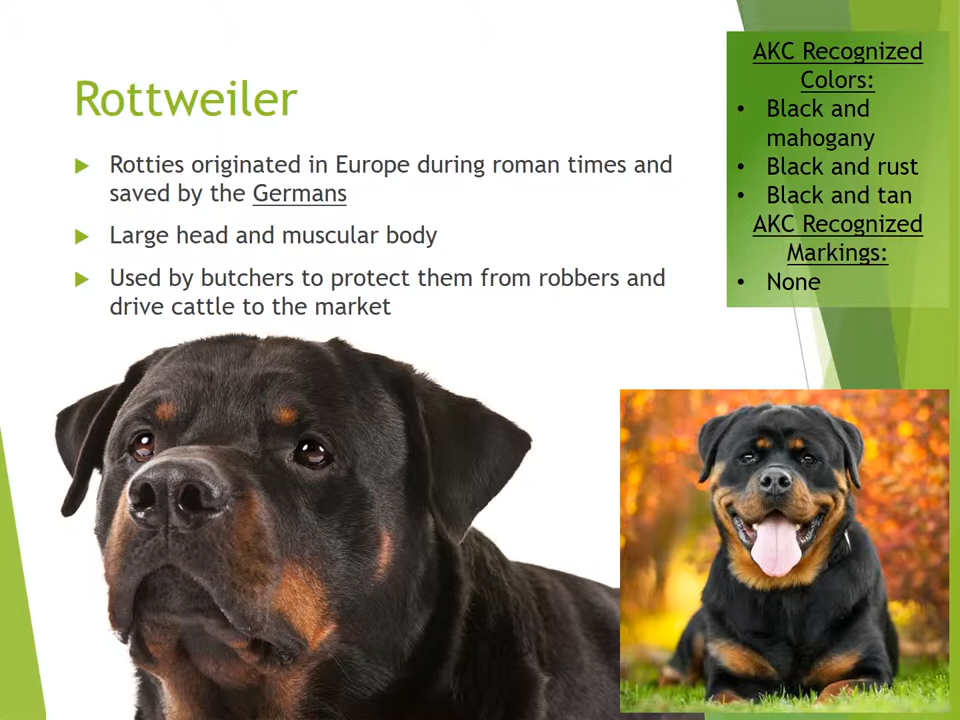 Rottweiler
Rotties originated in Europe during roman times and
saved by the Germans
Large head and muscular body
Used by butchers to protect them from robbers and
drive cattle to the market
AKC Recognized
Colors:
• Black and
mahogany
• Black and rust
• Black and tan
AKC Recognized
Markings:
• None